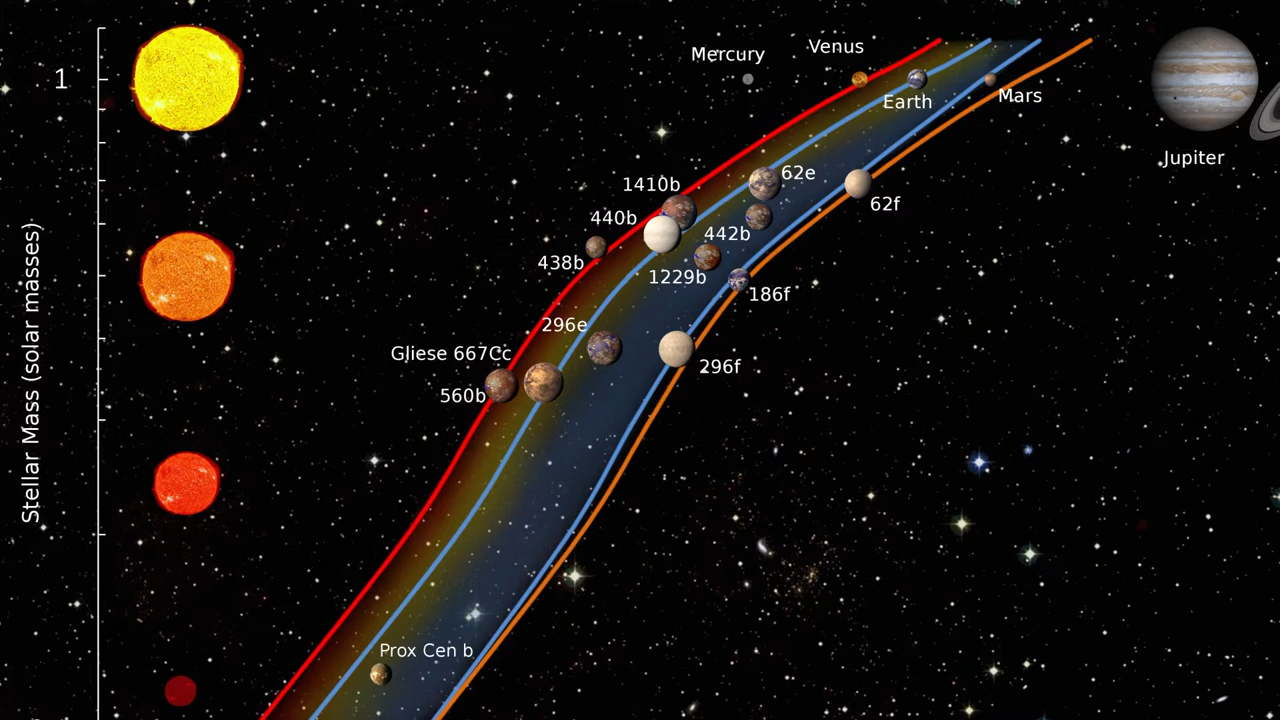 Mercury
Venus
1
Earth
Mars
Jupiter
1410b
62e
440b
62f
442b
438b
1229b
186f
296e
Gliese 667Cc
296f
560b
Stellar Mass (solar masses)
Prox Cen b